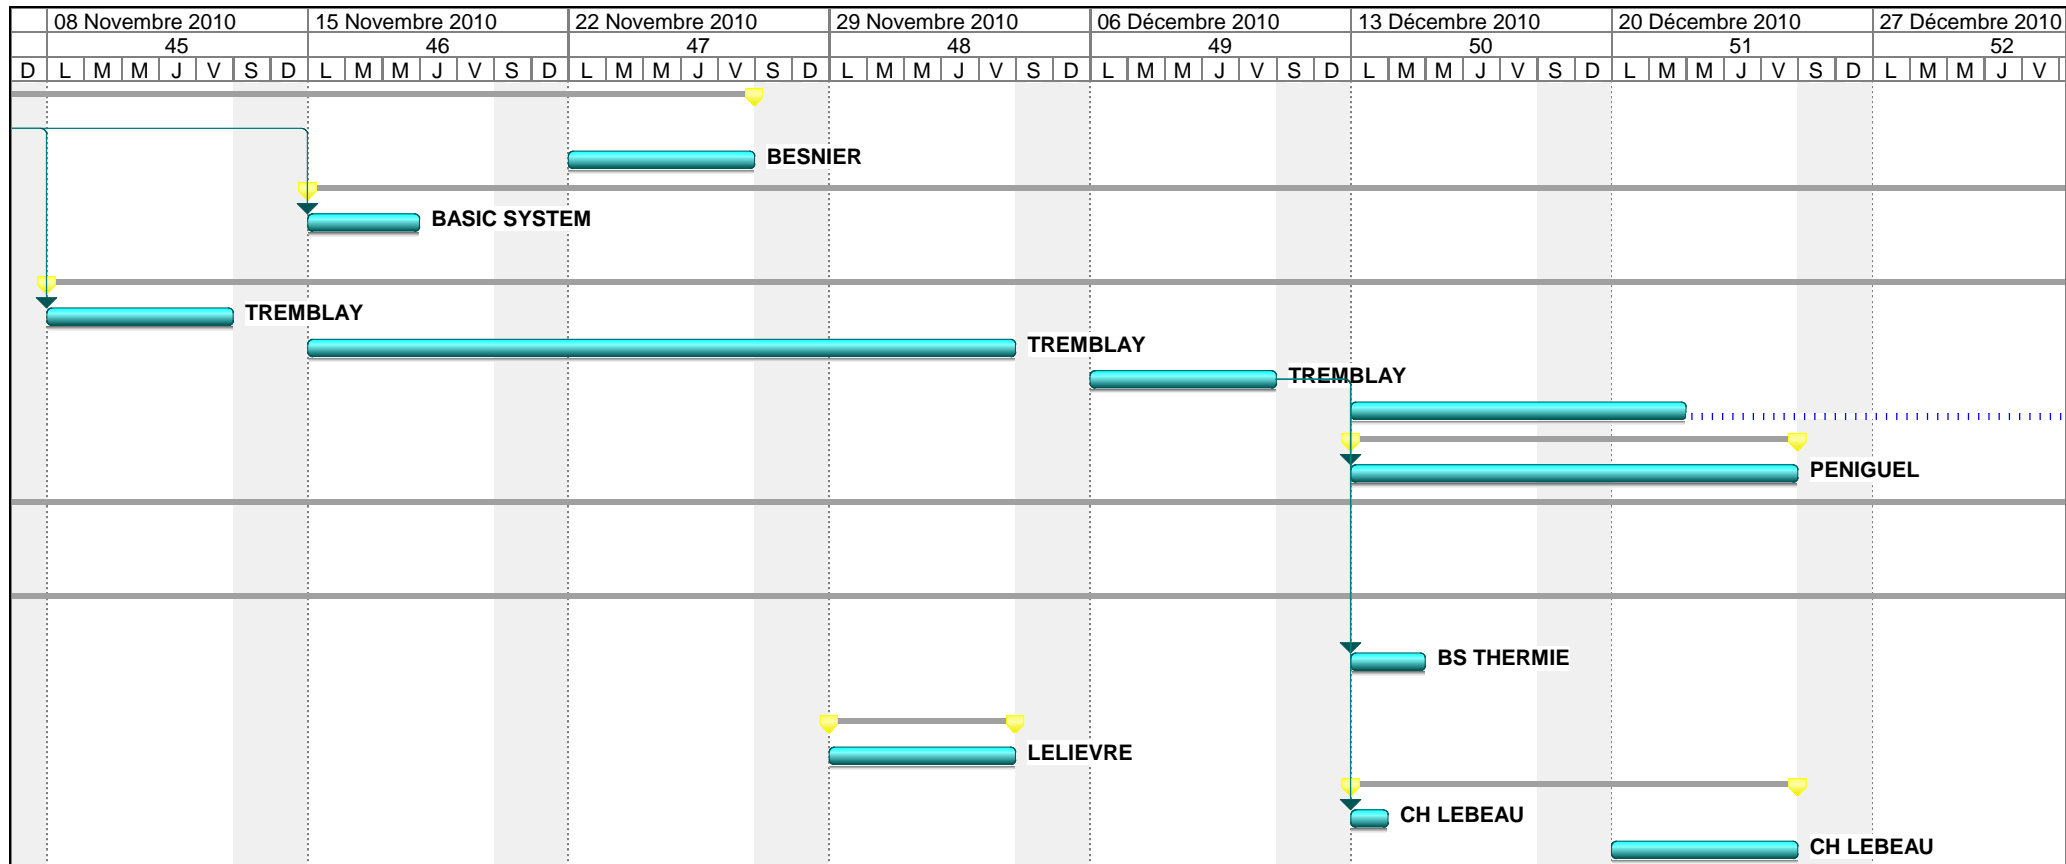 08 Novembre 2010 15 Novembre 2010 22 Novembre 2010 29 Novembre 2010 06 Décembre 2010 13 Décembre 2010 20 Décembre 2010 27 Décembre 2010
45 46 47 48 49 50 51 52
D L M M J V S D L M M J V S D L M M J V S D L M M J V S D L M M J V S D L M M J V S D L M M J V S D L M M J V
BESNIER
BASIC SYSTEM
TREMBLAY
TREMBLAY
TREMBLAY
PENIGUEL
BS THERMIE
LELIEVRE
CH LEBEAU
CH LEBEAU